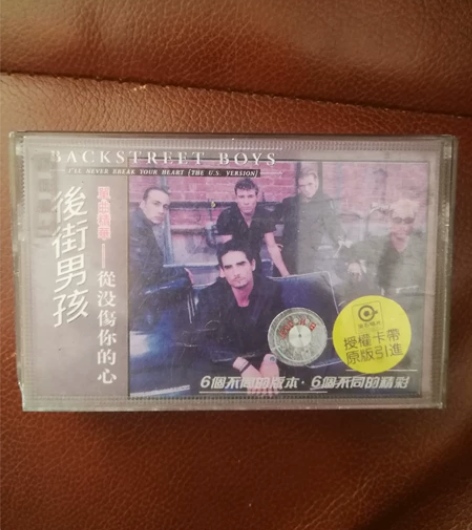 BACKSTREET BOYS
I'LL NEVER BREAK YOUR HEART [THE U.S. VERSION]
後街男孩
從没傷你的心
授權卡帶
原版引進
6個不同的版本·6個不同的精彩